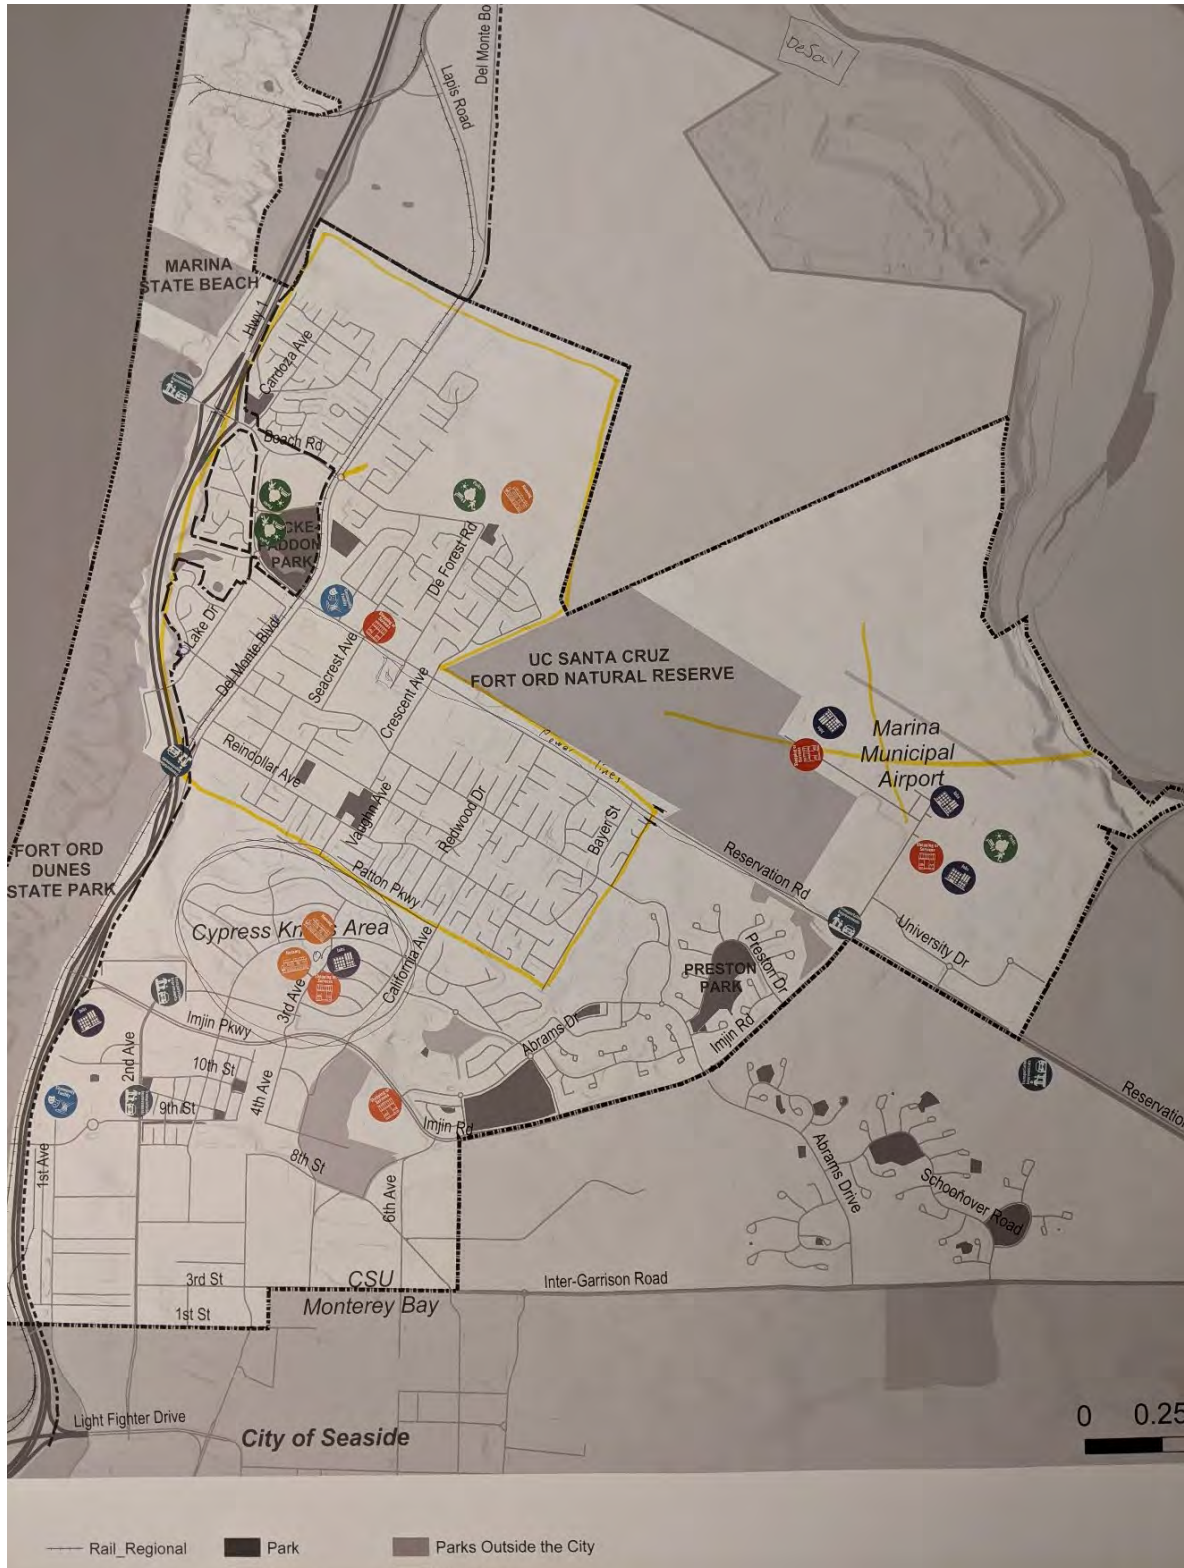 DeSal
Del Monte Bo
Lapis Road
MARINA
STATE BEACH
Hwy 1
Cardoza Ave
Beach Rd
CKE
ADDON
PARK
De Forest Rd
Lake Dr
Del Monte Blvd
Seacrest Ave
Crescent Ave
UC SANTA CRUZ
FORT ORD NATURAL RESERVE
Marina
Municipal
Airport
Power lines
Reindollar Ave
Vaughn Ave
Redwood Dr
Bayer St
Reservation Rd
Patton Pkwy
FORT ORD
DUNES
STATE PARK
Cypress Kn s Area
California Ave
3rd Ave
Imjin Pkwy
University Dr
PRESTON
PARK
Preston Dr
Imjin Rd
Abrams Dr
2nd Ave
10th St
4th Ave
9th St
Imjin Rd
8th St
6th Ave
1st Ave
Reservation
Abrams Drive
Schoonover Road
3rd St
1st St
CSU
Monterey Bay
Inter-Garrison Road
Light Fighter Drive
City of Seaside
0 0.25
Rail_Regional Park Parks Outside the City